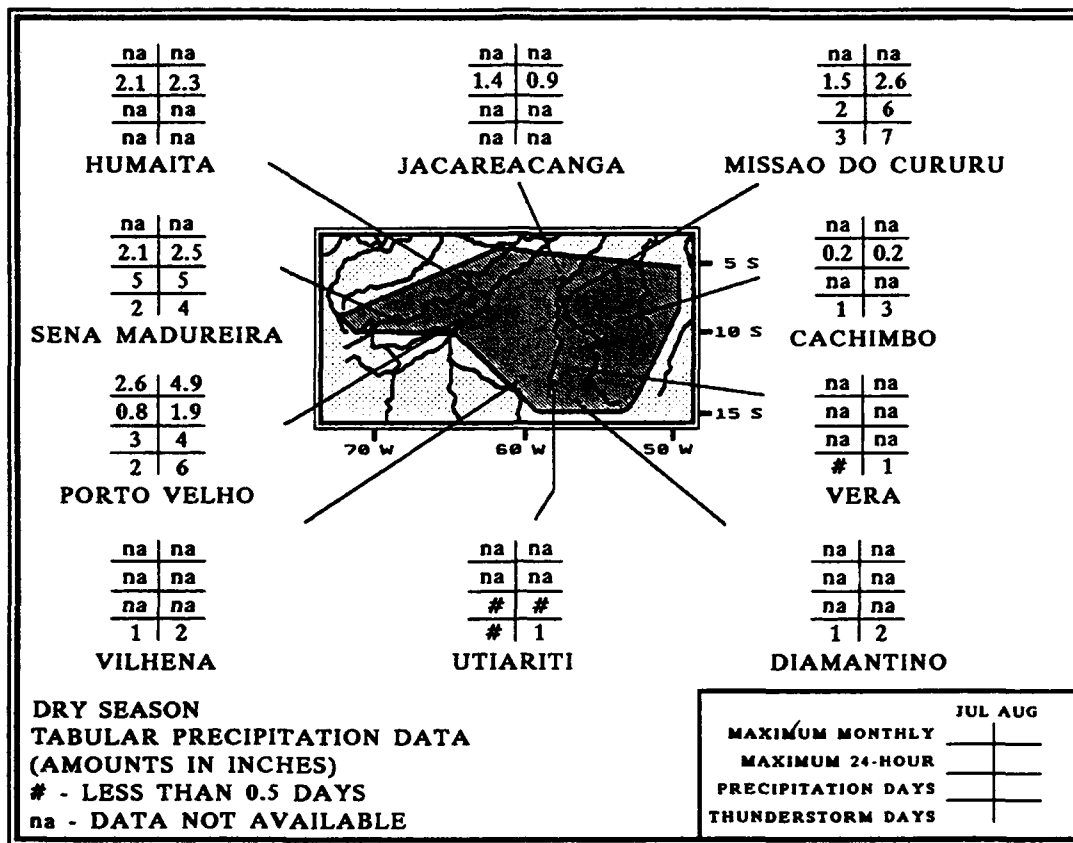 na na
2.1 2.3
na na
na na
HUMAITA
na na
1.4 0.9
na na
na na
JACAREACANGA
na na
1.5 2.6
2 6
3 7
MISSAO DO CURURU
na na
2.1 2.5
5 5
2 4
SENA MADUREIRA
5 S
10 S
15 S
70 W 60 W 50 W
na na
0.2 0.2
na na
1 3
CACHIMBO
2.6 4.9
0.8 1.9
3 4
2 6
PORTO VELHO
na na
na na
na na
# 1
VERA
na na
na na
na na
1 2
VILHENA
na na
na na
# #
# 1
UTIARITI
na na
na na
na na
1 2
DIAMANTINO
DRY SEASON
TABULAR PRECIPITATION DATA
(AMOUNTS IN INCHES)
# - LESS THAN 0.5 DAYS
na - DATA NOT AVAILABLE
JUL AUG
MAXIMUM MONTHLY
MAXIMUM 24-HOUR
PRECIPITATION DAYS
THUNDERSTORM DAYS